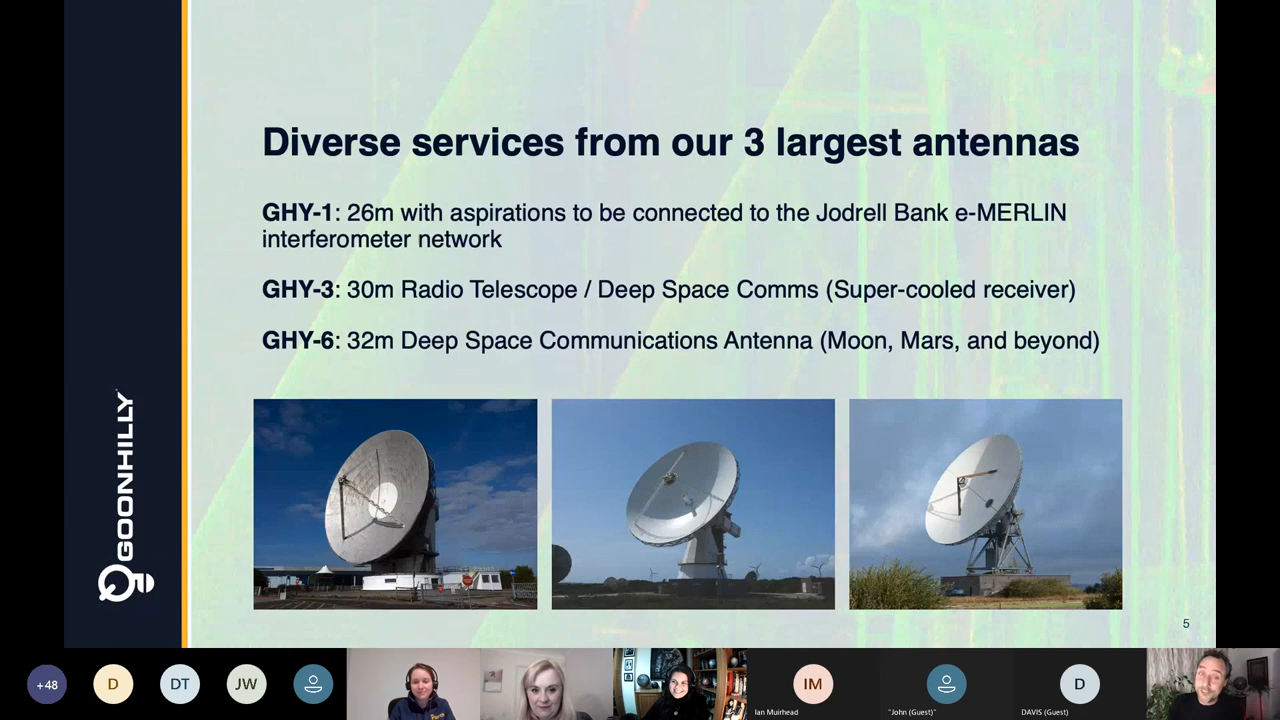 Diverse services from our 3 largest antennas
GHY-1: 26m with aspirations to be connected to the Jodrell Bank e-MERLIN
interferometer network
GHY-3: 30m Radio Telescope / Deep Space Comms (Super-cooled receiver)
GHY-6: 32m Deep Space Communications Antenna (Moon, Mars, and beyond)
GOONHILLY
5
+48
D
DT
JW
IM
Ian Muirhead
"John (Guest)"
D
DAVIS (Guest)